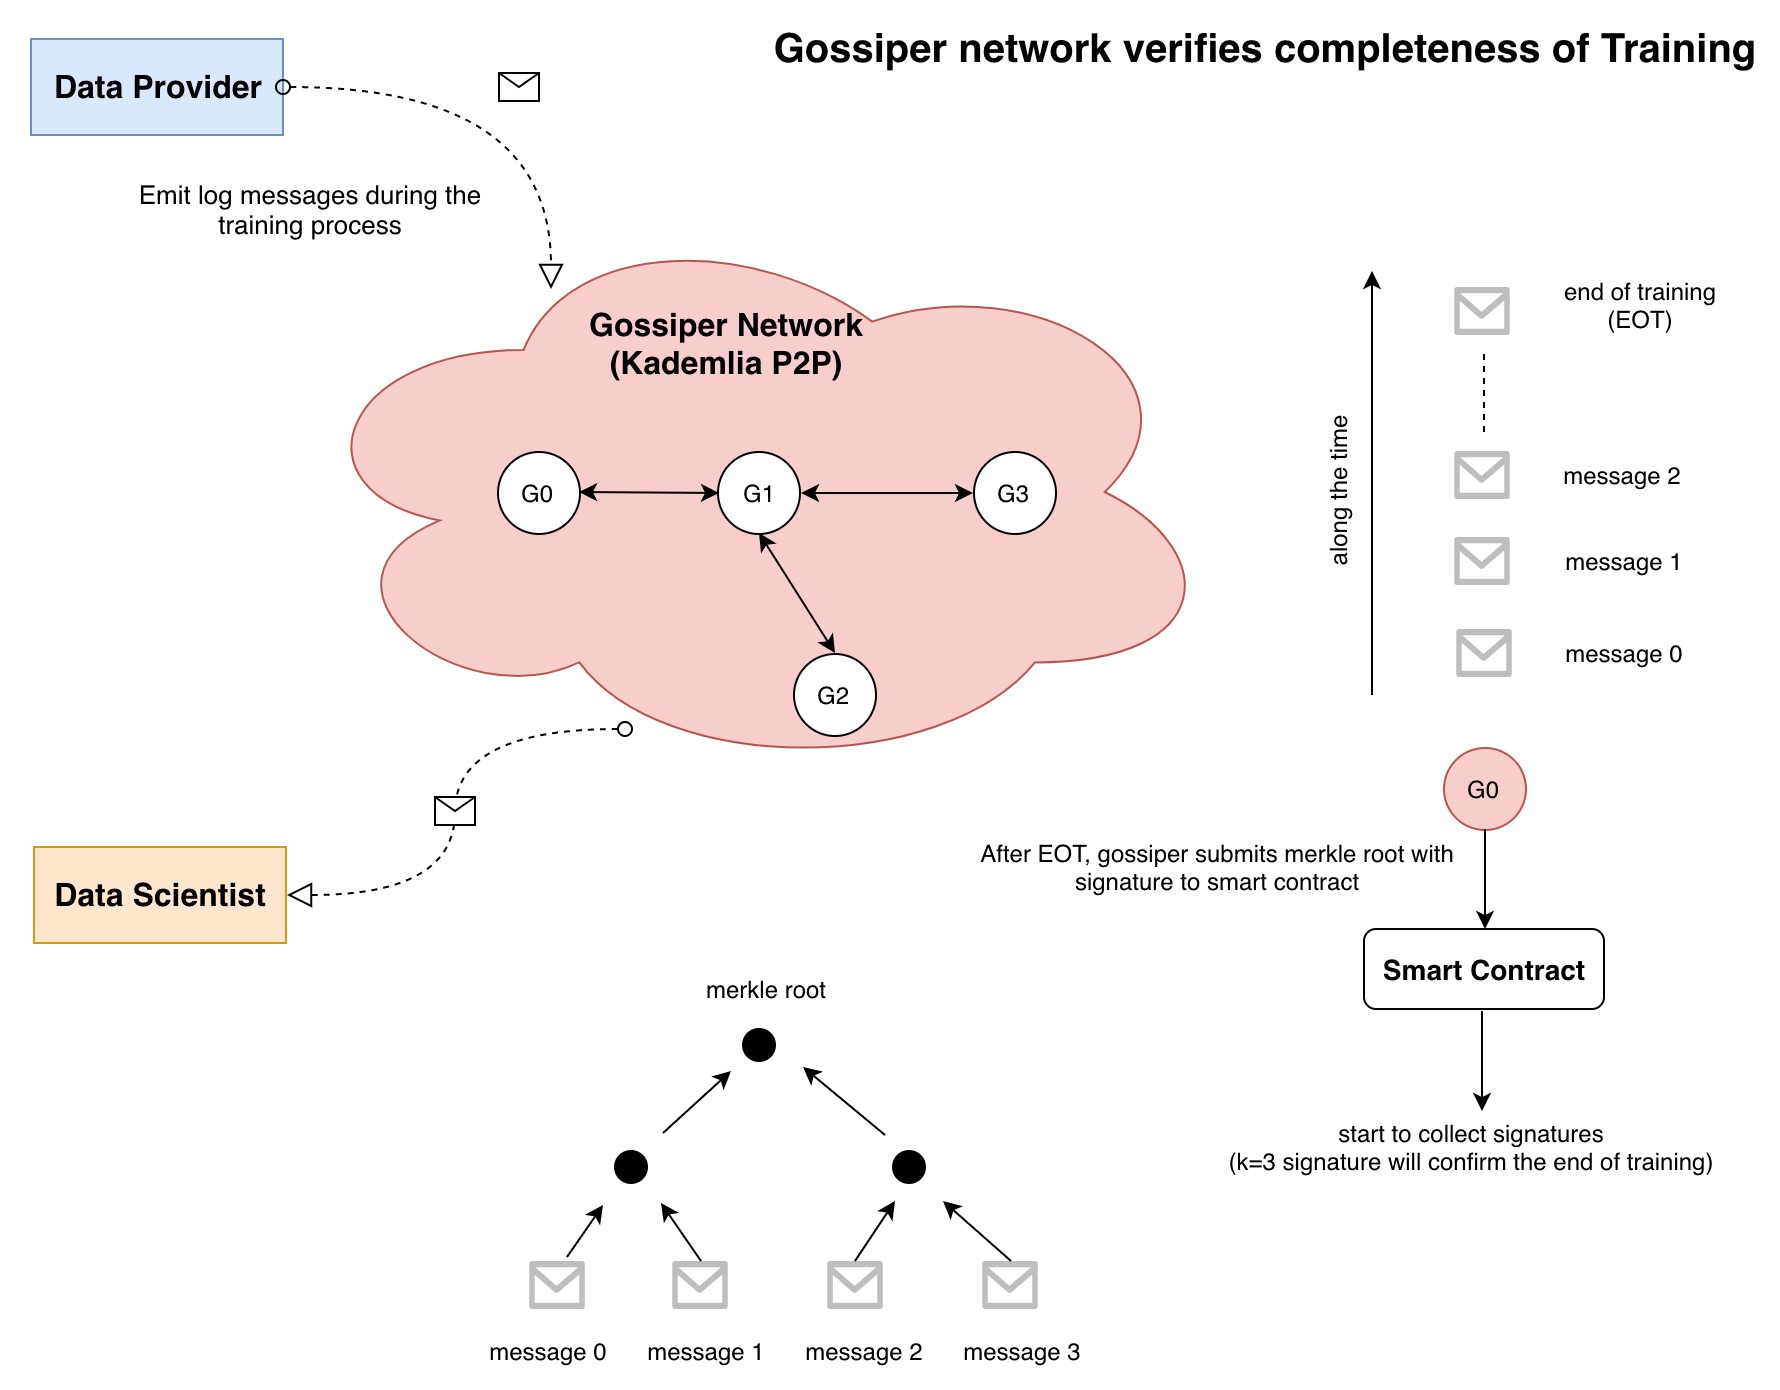 Gossiper network verifies completeness of Training
Data Provider
Emit log messages during the
training process
Gossiper Network
(Kademlia P2P)
G0
G1
G3
G2
Data Scientist
along the time
end of training
(EOT)
message 2
message 1
message 0
G0
After EOT, gossiper submits merkle root with
signature to smart contract
Smart Contract
start to collect signatures
(k=3 signature will confirm the end of training)
merkle root
message 0
message 1
message 2
message 3